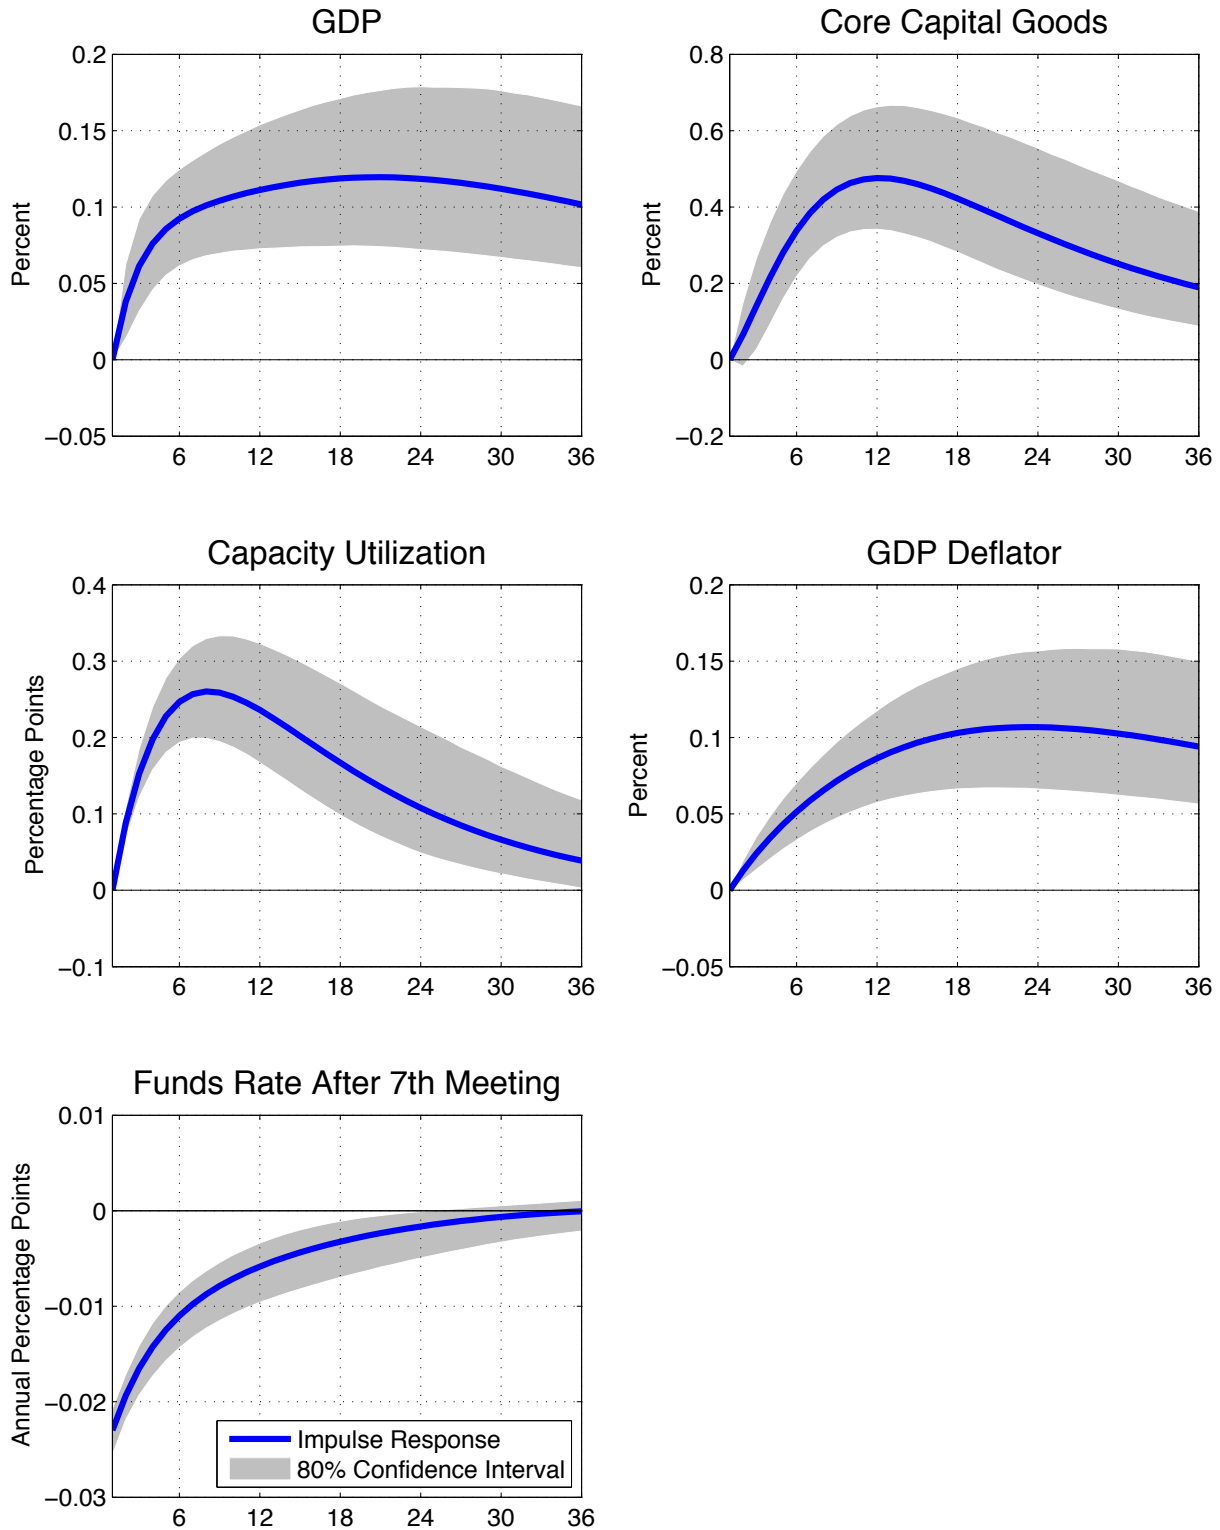 GDP
0.2
0.15
0.1
0.05
0
−0.05
Percent
6 12 18 24 30 36
Core Capital Goods
0.8
0.6
0.4
0.2
0
−0.2
Percent
6 12 18 24 30 36
Capacity Utilization
0.4
0.3
0.2
0.1
0
−0.1
Percentage Points
6 12 18 24 30 36
GDP Deflator
0.2
0.15
0.1
0.05
0
−0.05
Percent
6 12 18 24 30 36
Funds Rate After 7th Meeting
0.01
0
−0.01
−0.02
−0.03
Annual Percentage Points
6 12 18 24 30 36
Impulse Response
80% Confidence Interval